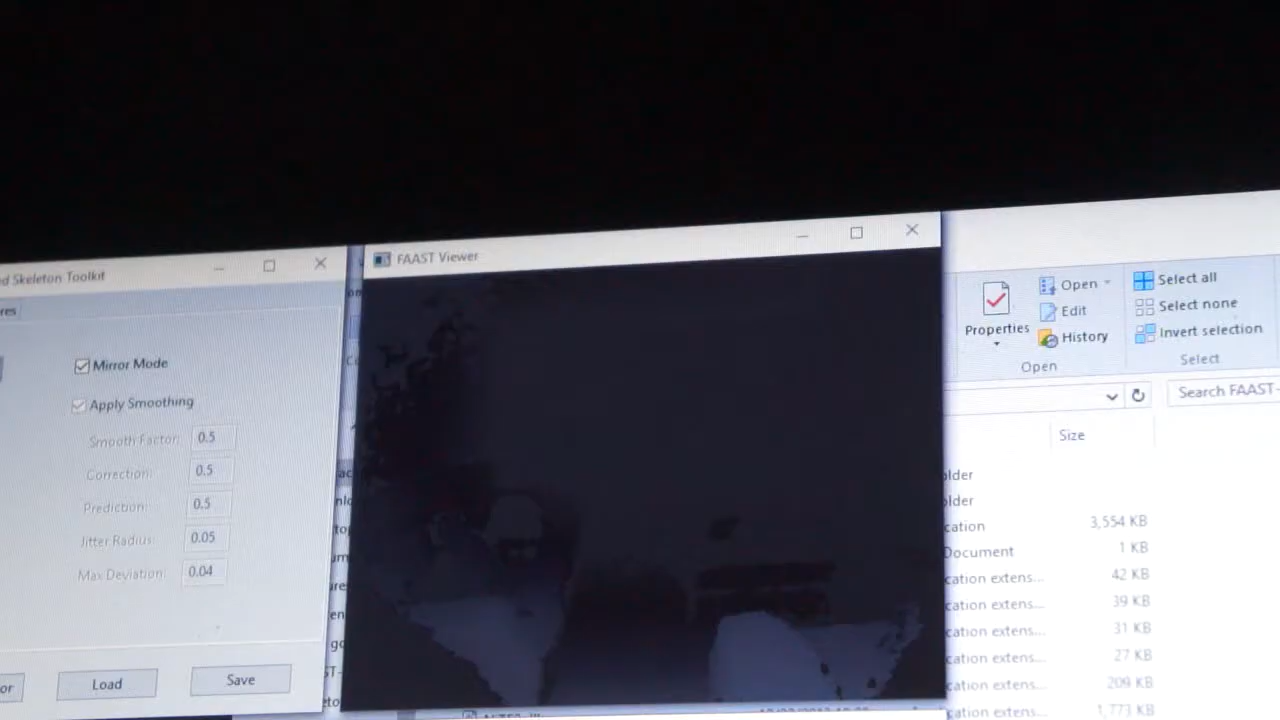 d Skeleton Toolkit
res
Mirror Mode
Apply Smoothing
Smooth Factor: 0.5
Correction: 0.5
Prediction: 0.5
Jitter Radius: 0.05
Max Deviation: 0.04
or
Load
Save
FAAST Viewer
Properties
Open
Edit
History
Open
Select all
Select none
Invert selection
Select
Search FAAST-
Size
older
older
cation 3,554 KB
Document 1 KB
cation extens... 42 KB
cation extens... 39 KB
cation extens... 31 KB
cation extens... 27 KB
cation extens... 209 KB
cation extens... 1,773 KB